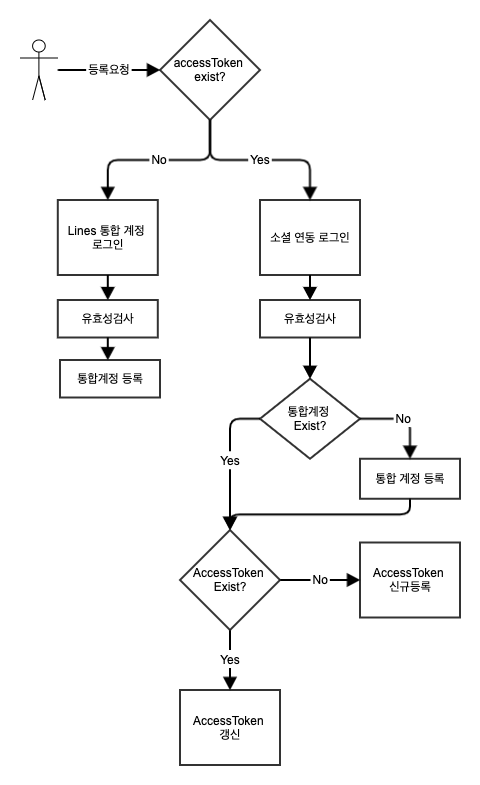 등록요청
accessToken
exist?
No
Yes
Lines 통합 계정
로그인
소셜 연동 로그인
유효성검사
유효성검사
통합계정 등록
통합계정
Exist?
No
Yes
통합 계정 등록
AccessToken
Exist?
No
AccessToken
신규등록
Yes
AccessToken
갱신